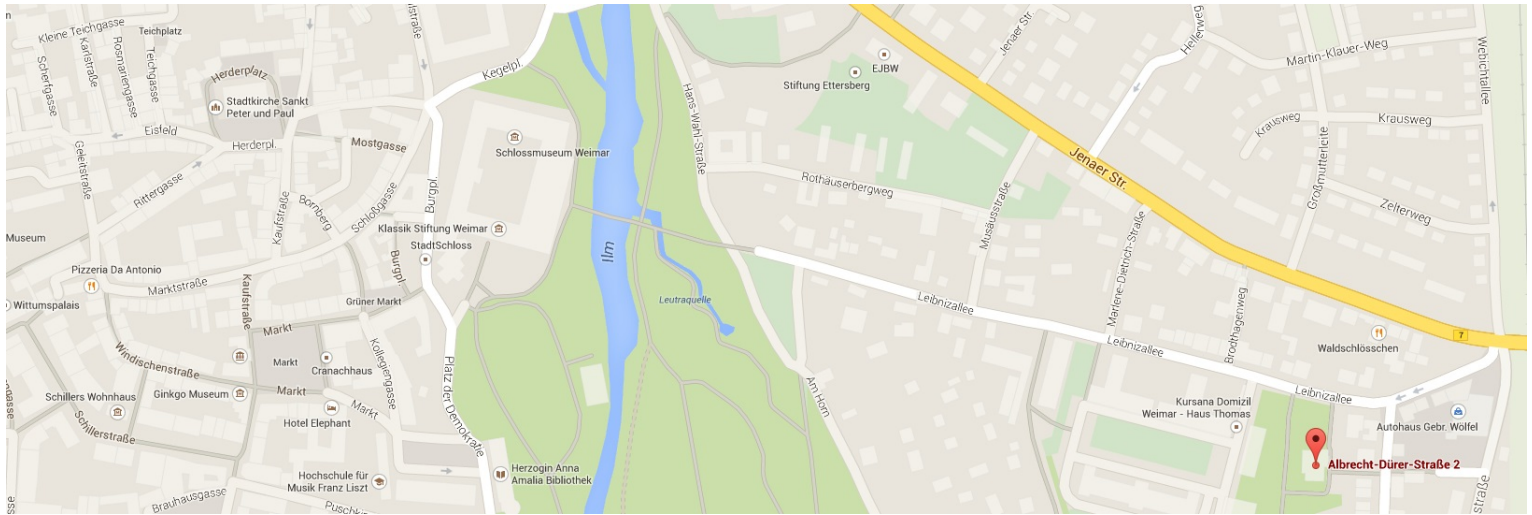 Kleine Teichgasse
Teichplatz
Karlstraße
Rosmariengasse
Teichgasse
Scherfgasse
Herderplatz
Stadtkirche Sankt
Peter und Paul
Eisfeld
Herderpl.
Mostgasse
Geleitstraße
Rittergasse
Bornberg
Kaufstraße
Schloßgasse
Museum
Pizzeria Da Antonio
Wittumspalais
Marktstraße
Kaufstraße
Burgpl.
Grüner Markt
Markt
Markt
Cranachhaus
Windischenstraße
Markt
Markt
Schillers Wohnhaus
Ginkgo Museum
Hotel Elephant
Schillerstraße
Kollegiengasse
Hochschule für
Musik Franz Liszt
Brauhausgasse
Kegelpl.
Burgpl.
Schlossmuseum Weimar
Klassik Stiftung Weimar
StadtSchloss
Platz der Demokratie
Herzogin Anna
Amalia Bibliothek
Ilm
Leutraquelle
Hans-Wahl-Straße
Rothäuserbergweg
Stiftung Ettersberg
EJBW
Jenaer Str.
Jenaer Str.
Musäusstraße
Marlene-Dietrich-Straße
Leibnizallee
Leibnizallee
Leibnizallee
Am Horn
Hellerweg
Martin-Klauer-Weg
Webichtallee
Krausweg
Krausweg
Großmutterleite
Zelterweg
Brodthagenweg
7
Waldschlösschen
Kursana Domizil
Weimar - Haus Thomas
Autohaus Gebr. Wölfel
Albrecht-Dürer-Straße 2